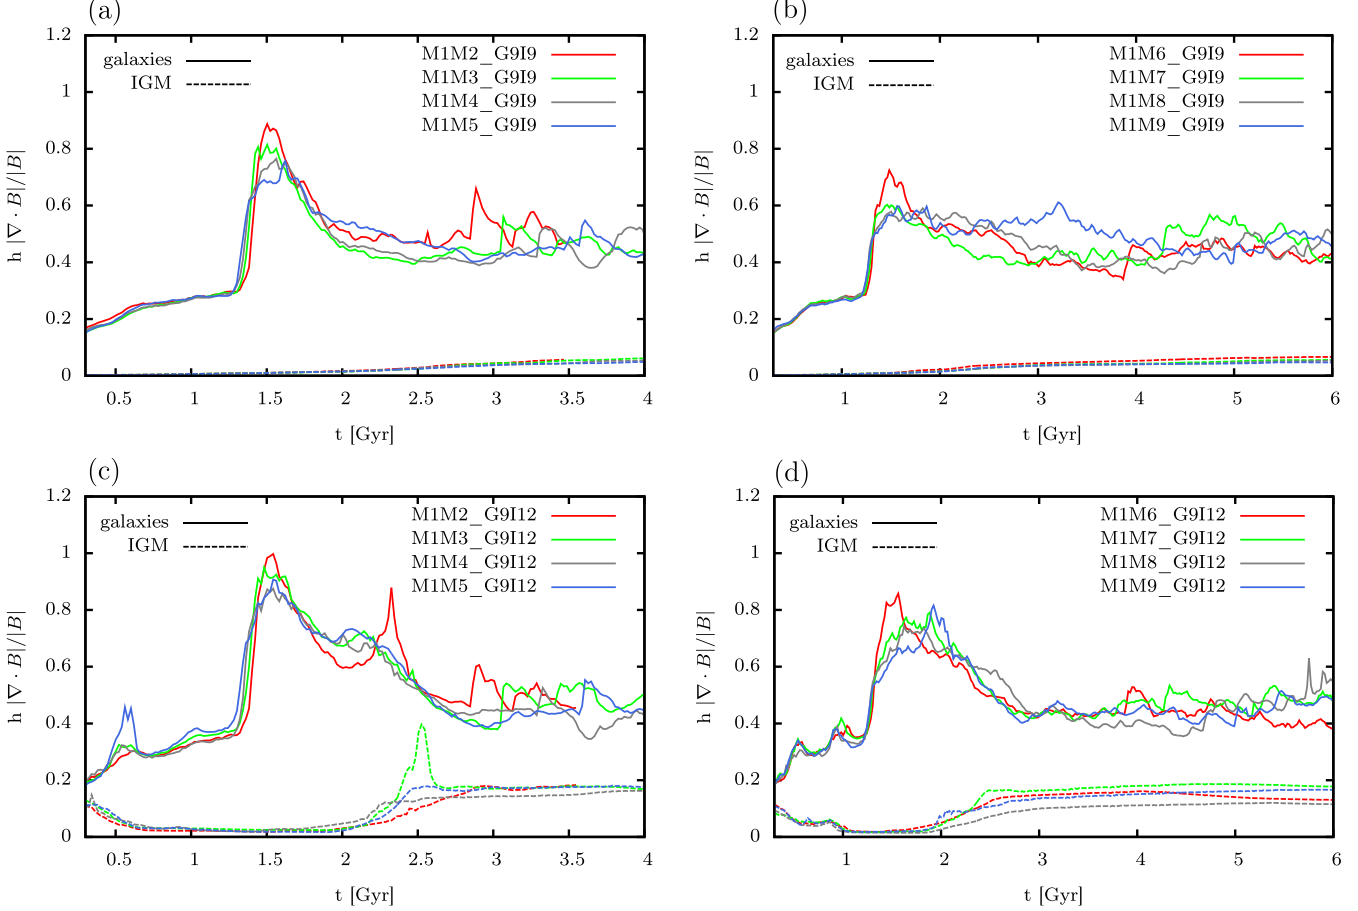 (a)
1.2
1
0.8
0.6
0.4
0.2
0
h |∇ · B|/|B|
galaxies
IGM
M1M2_G9I9
M1M3_G9I9
M1M4_G9I9
M1M5_G9I9
0.5 1 1.5 2 2.5 3 3.5 4
t [Gyr]
(b)
1.2
1
0.8
0.6
0.4
0.2
0
h |∇ · B|/|B|
galaxies
IGM
M1M6_G9I9
M1M7_G9I9
M1M8_G9I9
M1M9_G9I9
1 2 3 4 5 6
t [Gyr]
(c)
1.2
1
0.8
0.6
0.4
0.2
0
h |∇ · B|/|B|
galaxies
IGM
M1M2_G9I12
M1M3_G9I12
M1M4_G9I12
M1M5_G9I12
0.5 1 1.5 2 2.5 3 3.5 4
t [Gyr]
(d)
1.2
1
0.8
0.6
0.4
0.2
0
h |∇ · B|/|B|
galaxies
IGM
M1M6_G9I12
M1M7_G9I12
M1M8_G9I12
M1M9_G9I12
1 2 3 4 5 6
t [Gyr]